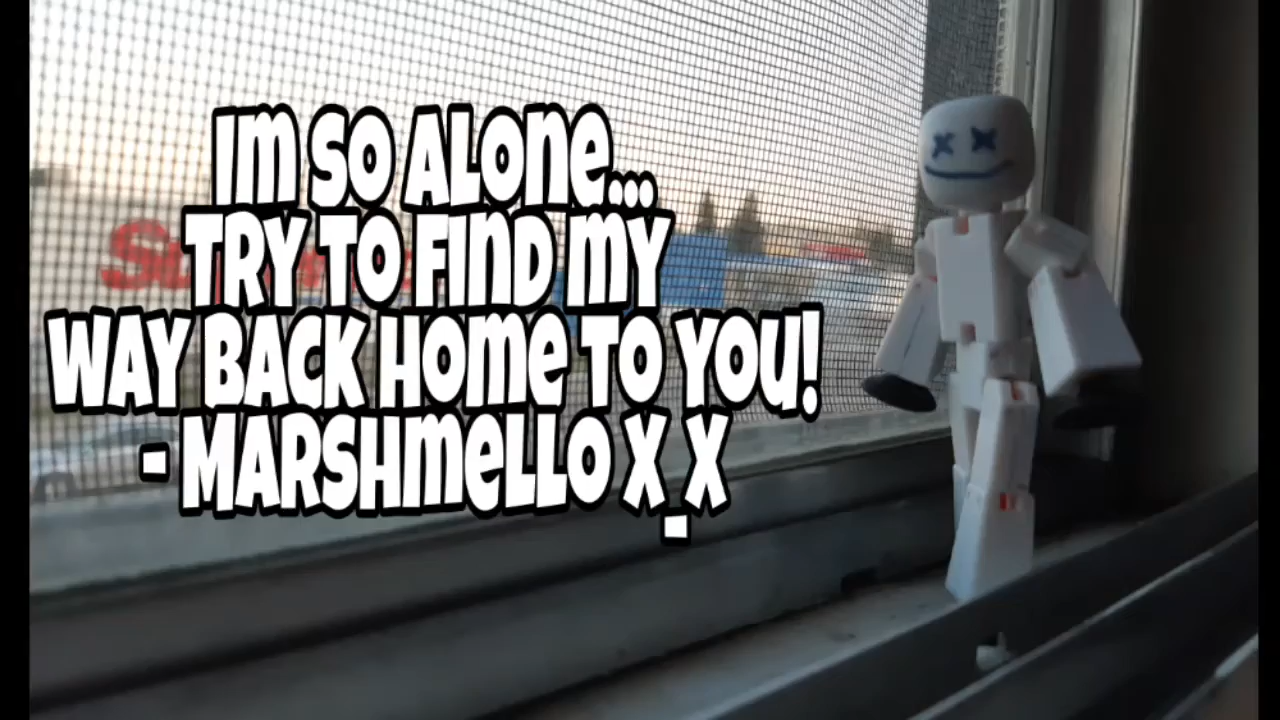 Im so Alone...
Try to find my
way back home to you!
- Marshmello x_x